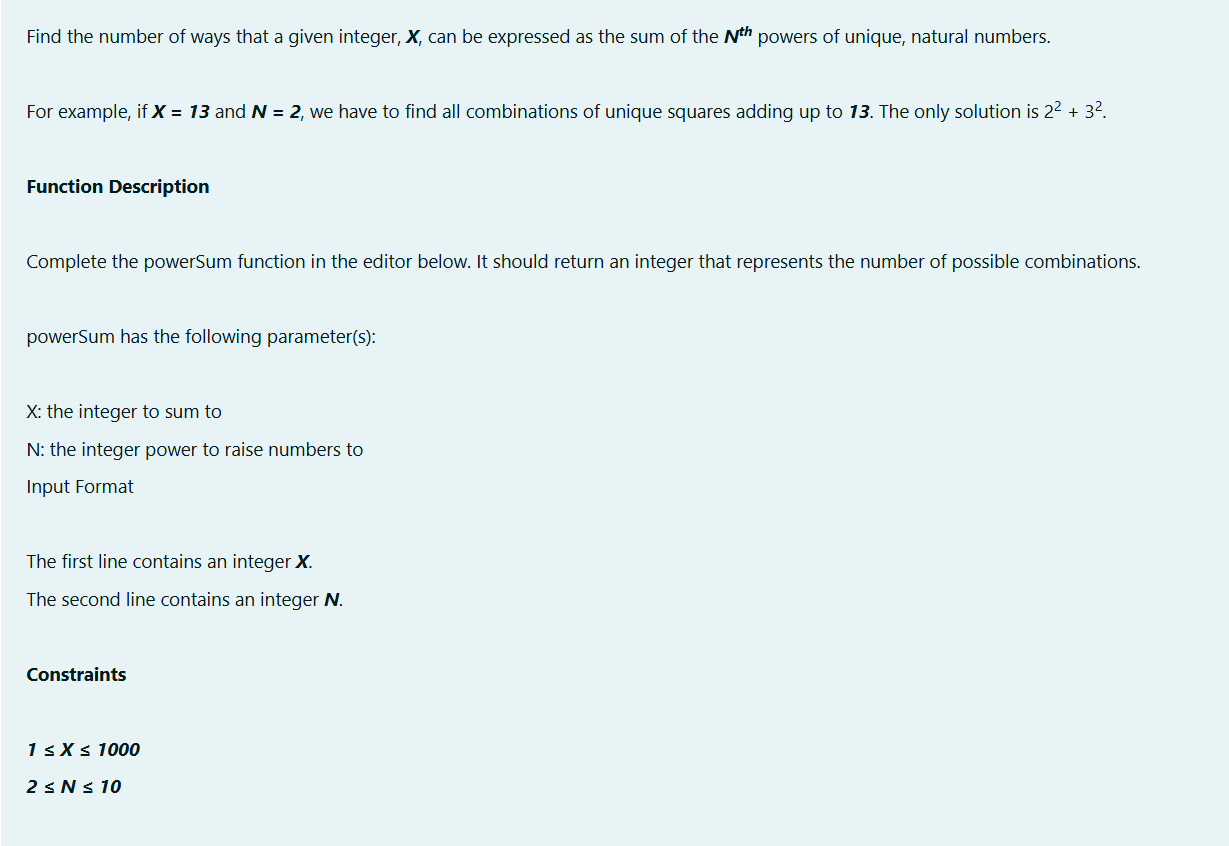 Find the number of ways that a given integer, X, can be expressed as the sum of the Nth powers of unique, natural numbers.
For example, if X = 13 and N = 2, we have to find all combinations of unique squares adding up to 13. The only solution is 2² + 3².
Function Description
Complete the powerSum function in the editor below. It should return an integer that represents the number of possible combinations.
powerSum has the following parameter(s):
X: the integer to sum to
N: the integer power to raise numbers to
Input Format
The first line contains an integer X.
The second line contains an integer N.
Constraints
1 ≤ X ≤ 1000
2 ≤ N ≤ 10